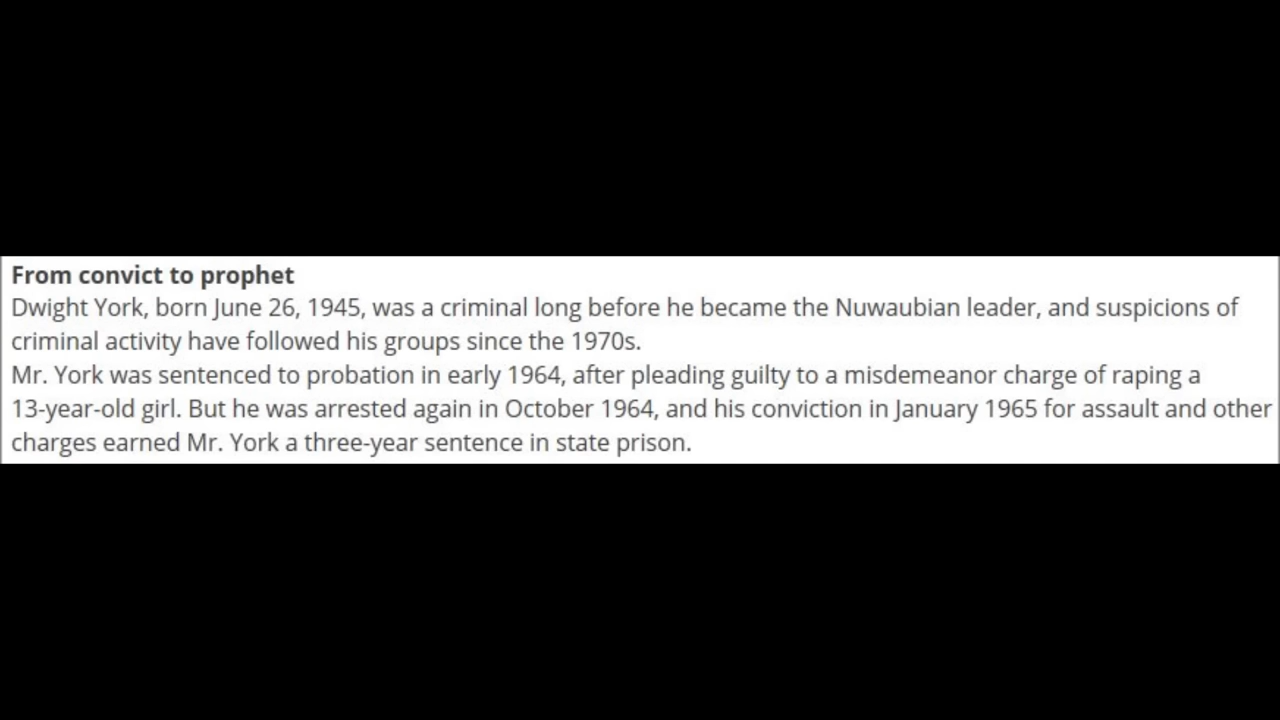 From convict to prophet
Dwight York, born June 26, 1945, was a criminal long before he became the Nuwaubian leader, and suspicions of
criminal activity have followed his groups since the 1970s.
Mr. York was sentenced to probation in early 1964, after pleading guilty to a misdemeanor charge of raping a
13-year-old girl. But he was arrested again in October 1964, and his conviction in January 1965 for assault and other
charges earned Mr. York a three-year sentence in state prison.